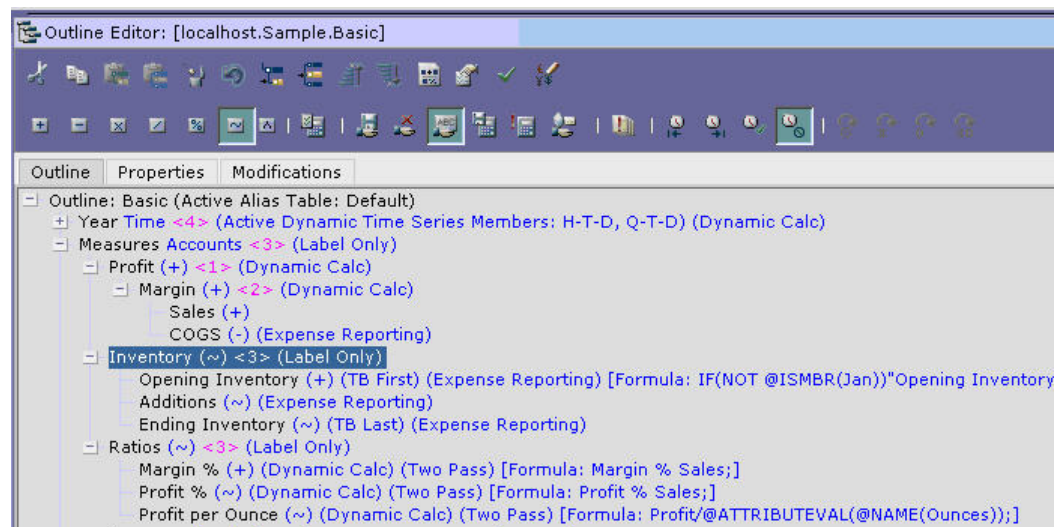 Outline Editor: [localhost.Sample.Basic]
Outline Properties Modifications
Outline: Basic (Active Alias Table: Default)
Year Time <4> (Active Dynamic Time Series Members: H-T-D, Q-T-D) (Dynamic Calc)
Measures Accounts <3> (Label Only)
Profit (+) <1> (Dynamic Calc)
Margin (+) <2> (Dynamic Calc)
Sales (+)
COGS (-) (Expense Reporting)
Inventory (~) <3> (Label Only)
Opening Inventory (+) (TB First) (Expense Reporting) [Formula: IF(NOT @ISMBR(Jan))"Opening Inventory
Additions (~) (Expense Reporting)
Ending Inventory (~) (TB Last) (Expense Reporting)
Ratios (~) <3> (Label Only)
Margin % (+) (Dynamic Calc) (Two Pass) [Formula: Margin % Sales;]
Profit % (~) (Dynamic Calc) (Two Pass) [Formula: Profit % Sales;]
Profit per Ounce (~) (Dynamic Calc) (Two Pass) [Formula: Profit/@ATTRIBUTEVAL(@NAME(Ounces));]